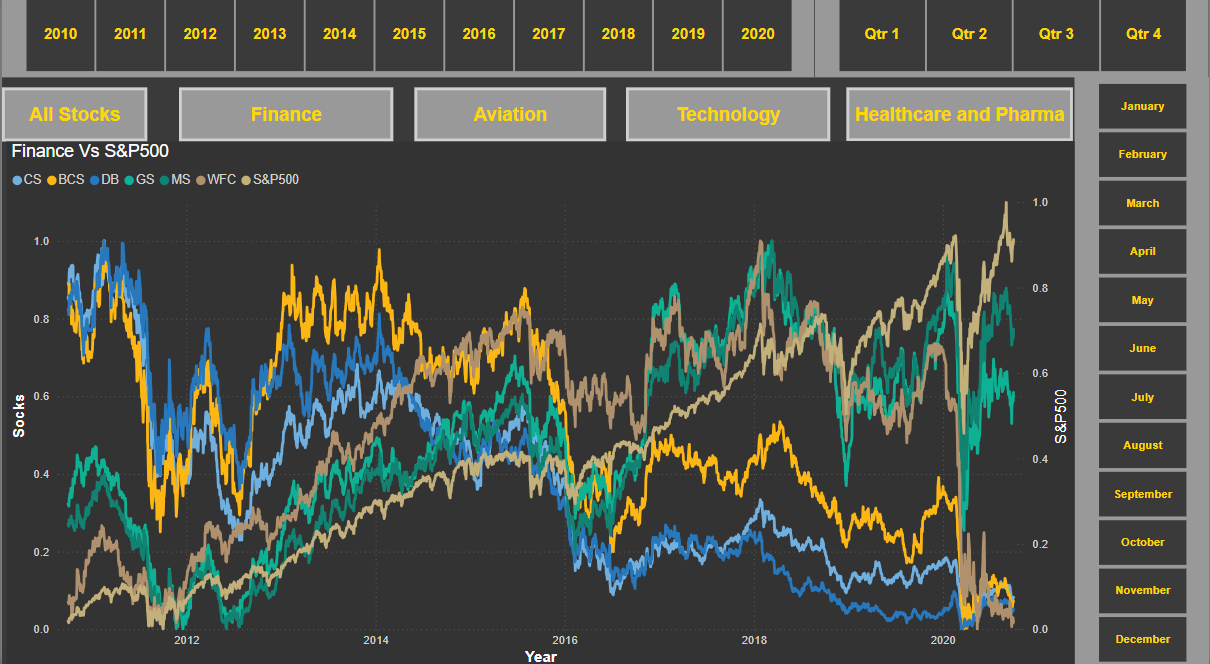 2010 2011 2012 2013 2014 2015 2016 2017 2018 2019 2020 Qtr 1 Qtr 2 Qtr 3 Qtr 4
All Stocks Finance Aviation Technology Healthcare and Pharma
Finance Vs S&P500
CS BCS DB GS MS WFC S&P500
1.0
0.8
0.6
0.4
0.2
0.0
Socks
1.0
0.8
0.6
0.4
0.2
0.0
S&P500
2012 2014 2016 2018 2020
Year
January
February
March
April
May
June
July
August
September
October
November
December